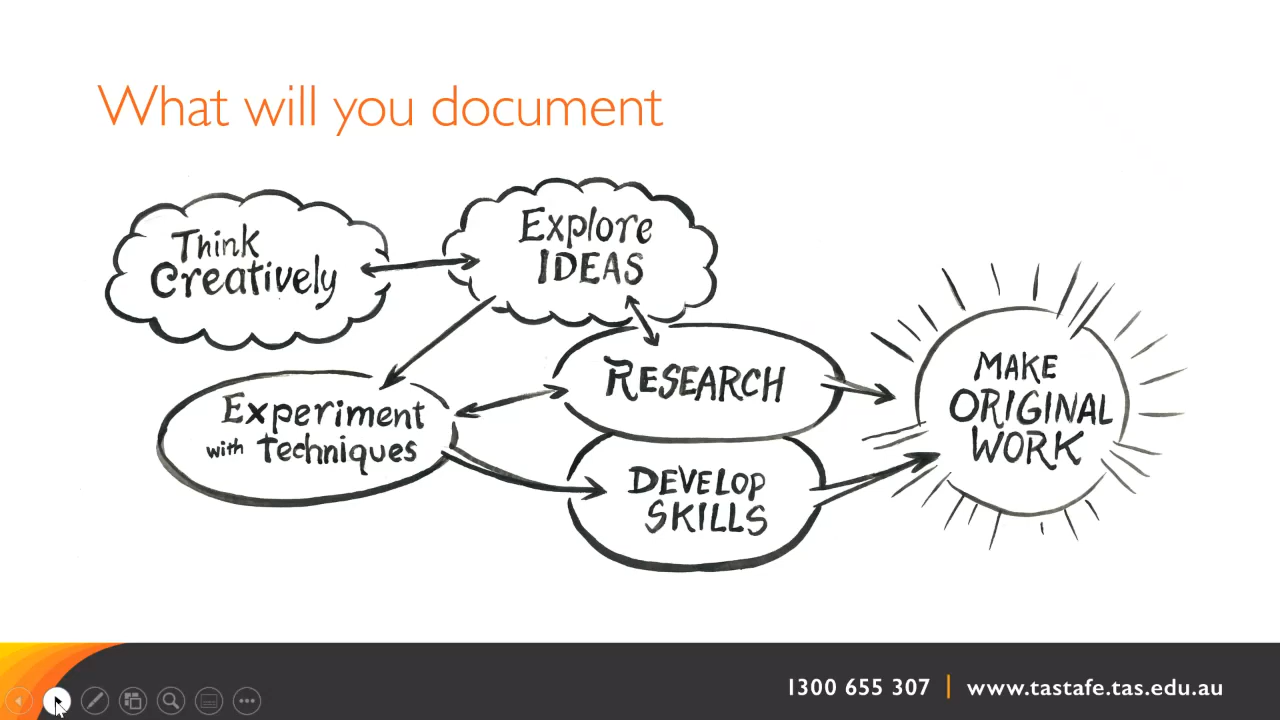 What will you document
Think
Creatively
Explore
IDEAS
Experiment
with Techniques
RESEARCH
DEVELOP
SKILLS
MAKE
ORIGINAL
WORK
1300 655 307 | www.tastafe.tas.edu.au